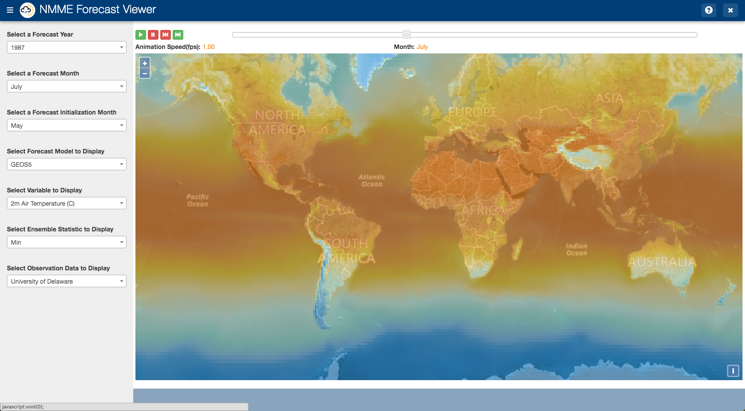 NMME Forecast Viewer
Select a Forecast Year
1987
Select a Forecast Month
July
Select a Forecast Initialization Month
May
Select Forecast Model to Display
GEOS5
Select Variable to Display
2m Air Temperature (C)
Select Ensemble Statistic to Display
Min
Select Observation Data to Display
University of Delaware
Animation Speed(fps): 1.00
Month: July
+
−
NORTH
AMERICA
EUROPE
ASIA
Atlantic
Ocean
Pacific
Ocean
AFRICA
SOUTH
AMERICA
Indian
Ocean
AUSTRALIA
i
javascript:void(0);